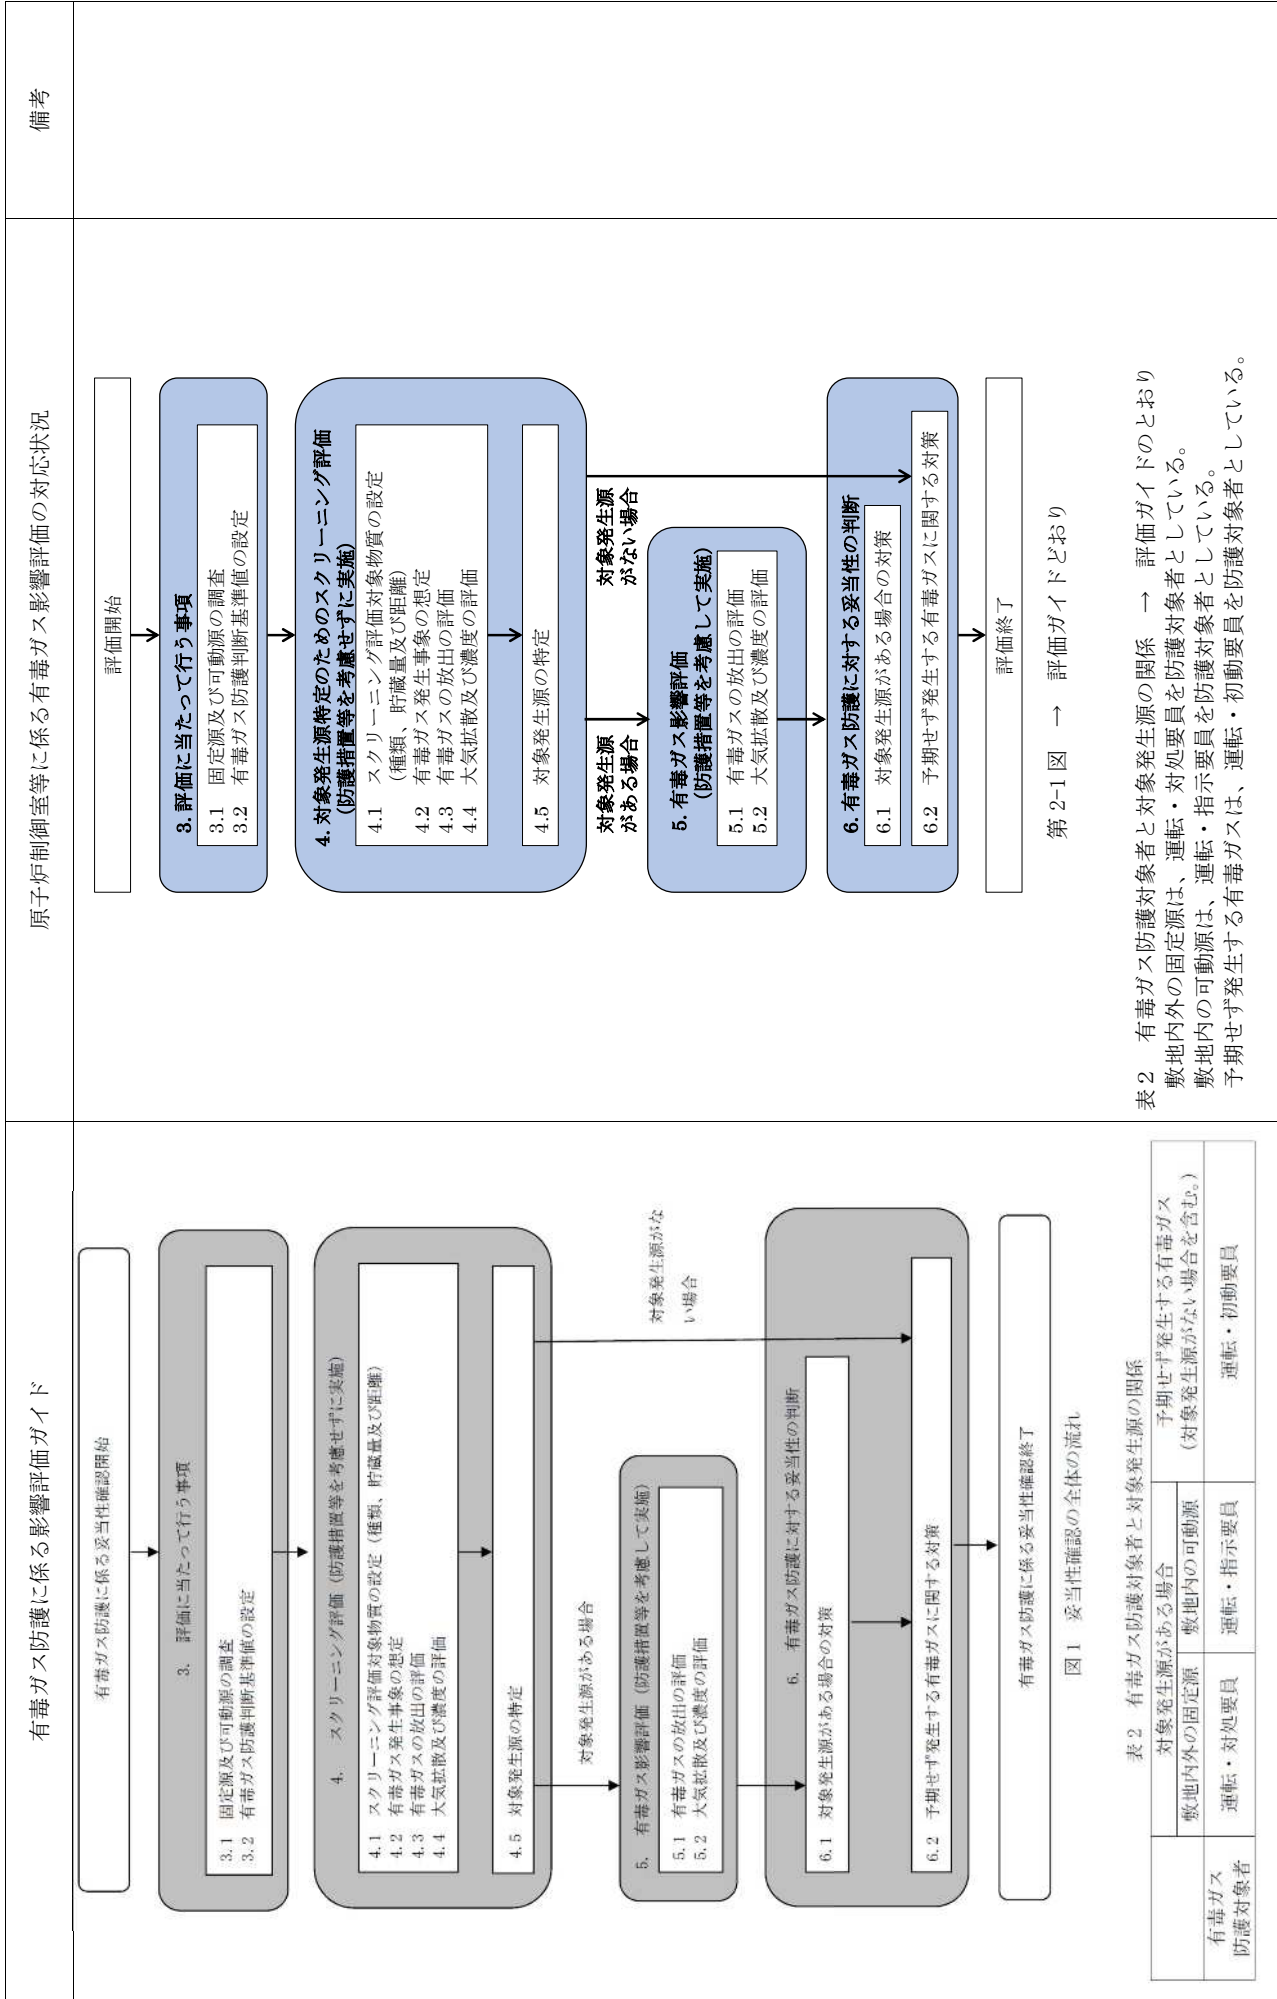 有毒ガス防護に係る影響評価ガイド
有毒ガス防護に係る妥当性確認開始
3. 評価に当たって行う事項
3.1 固定源及び可動源の調査
3.2 有毒ガス防護判断基準値の設定
4. スクリーニング評価（防護措置等を考慮せずに実施）
4.1 スクリーニング評価対象物質の設定（種類、貯蔵量及び距離）
4.2 有毒ガス発生事象の想定
4.3 有毒ガスの放出の評価
4.4 大気拡散及び濃度の評価
4.5 対象発生源の特定
対象発生源がある場合
対象発生源がな
い場合
5. 有毒ガス影響評価（防護措置等を考慮して実施）
5.1 有毒ガスの放出の評価
5.2 大気拡散及び濃度の評価
6. 有毒ガス防護に対する妥当性の判断
6.1 対象発生源がある場合の対策
6.2 予期せず発生する有毒ガスに関する対策
有毒ガス防護に係る妥当性確認終了
図1 妥当性確認の全体の流れ
表2 有毒ガス防護対象者と対象発生源の関係
対象発生源がある場合
予期せず発生する有毒ガス
（対象発生源がない場合を含む。）
敷地内外の固定源
敷地内の可動源
有毒ガス
防護対象者
運転・対処要員
運転・指示要員
運転・初動要員
原子炉制御室等に係る有毒ガス影響評価の対応状況
評価開始
3. 評価に当たって行う事項
3.1 固定源及び可動源の調査
3.2 有毒ガス防護判断基準値の設定
4. 対象発生源特定のためのスクリーニング評価
(防護措置等を考慮せずに実施)
4.1 スクリーニング評価対象物質の設定
(種類、貯蔵量及び距離)
4.2 有毒ガス発生事象の想定
4.3 有毒ガスの放出の評価
4.4 大気拡散及び濃度の評価
4.5 対象発生源の特定
対象発生源
がある場合
対象発生源
がない場合
5. 有毒ガス影響評価
(防護措置等を考慮して実施)
5.1 有毒ガスの放出の評価
5.2 大気拡散及び濃度の評価
6. 有毒ガス防護に対する妥当性の判断
6.1 対象発生源がある場合の対策
6.2 予期せず発生する有毒ガスに関する対策
評価終了
第2-1図 → 評価ガイドどおり
表2 有毒ガス防護対象者と対象発生源の関係 → 評価ガイドのとおり
敷地内外の固定源は、運転・対処要員を防護対象者としている。
敷地内の可動源は、運転・指示要員を防護対象者としている。
予期せず発生する有毒ガスは、運転・初動要員を防護対象者としている。
備考